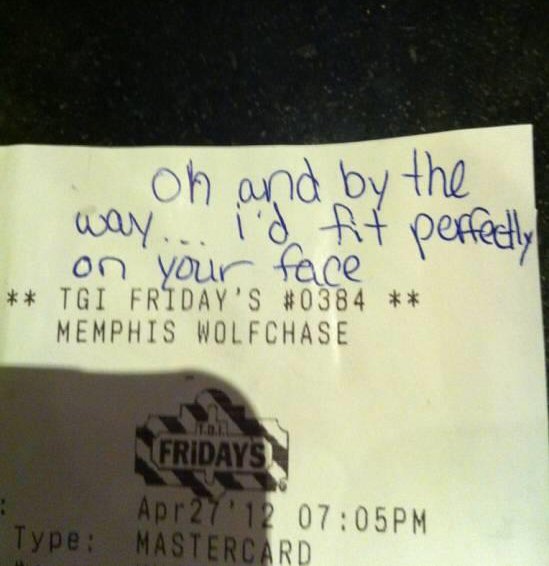 Oh and by the
way... i'd fit perfectly
on your face
** TGI FRIDAY'S #0384 **
MEMPHIS WOLFCHASE
T.G.I.
FRIDAYS
Apr27'12 07:05PM
Type: MASTERCARD